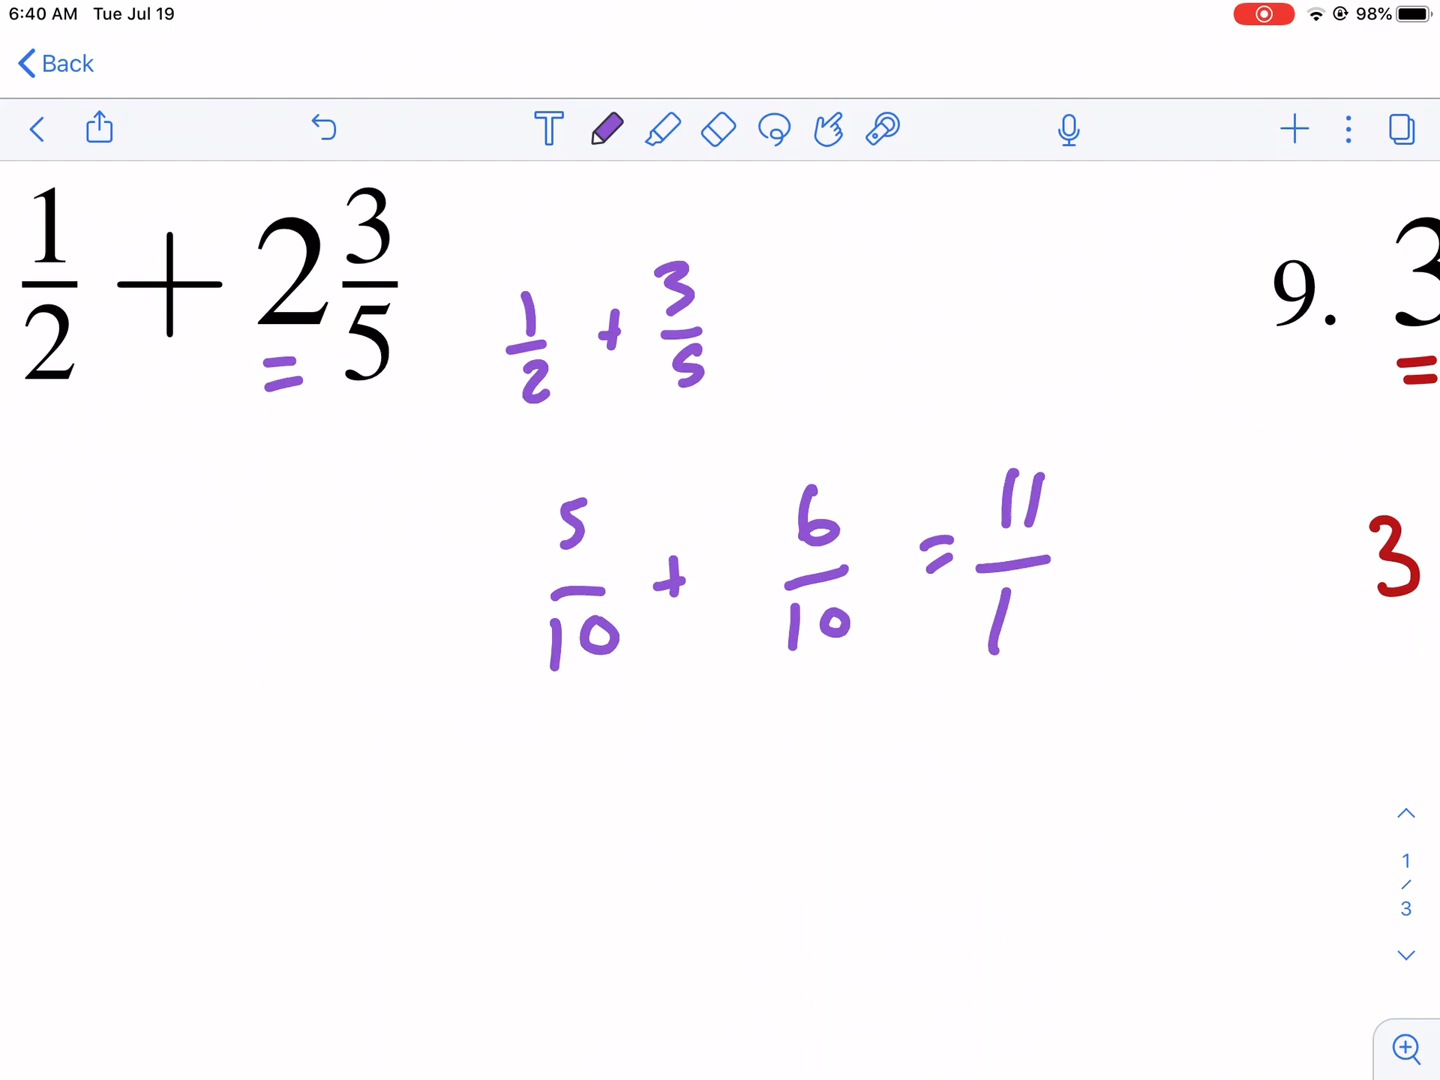 6:40 AM Tue Jul 19 98%
Back
T
1/2 + 2 3/5
=
1/2 + 3/5
9. 3
=
5/10 + 6/10 = 11/1
3
1
/
3